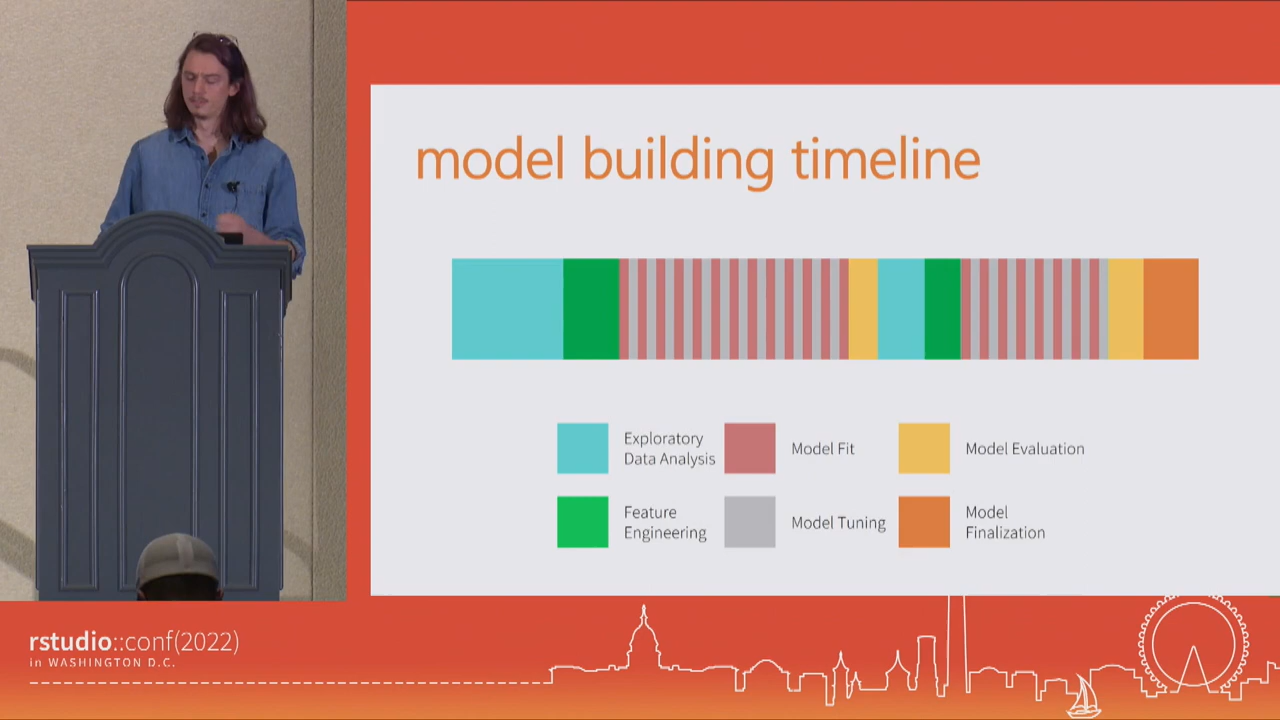 model building timeline
Exploratory
Data Analysis
Model Fit
Model Evaluation
Feature
Engineering
Model Tuning
Model
Finalization
rstudio::conf(2022)
in WASHINGTON D.C.